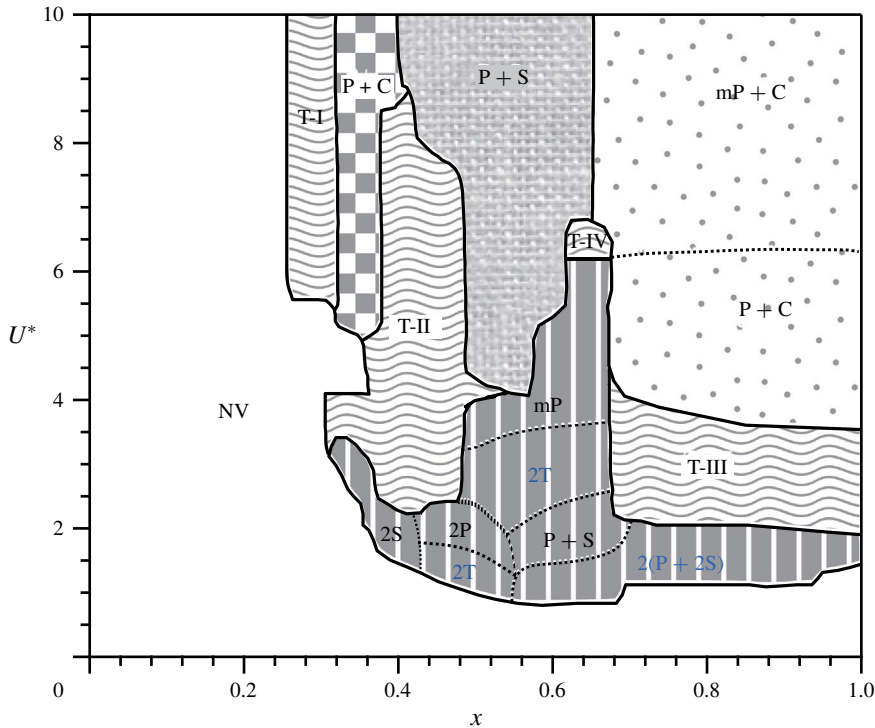 10
P + S
P + C
mP + C
T-I
8
T-IV
6
P + C
T-II
U*
NV
4
mP
T-III
2T
2
2S
2P
P + S
2T
2(P + 2S)
0
0.2
0.4
0.6
0.8
1.0
x